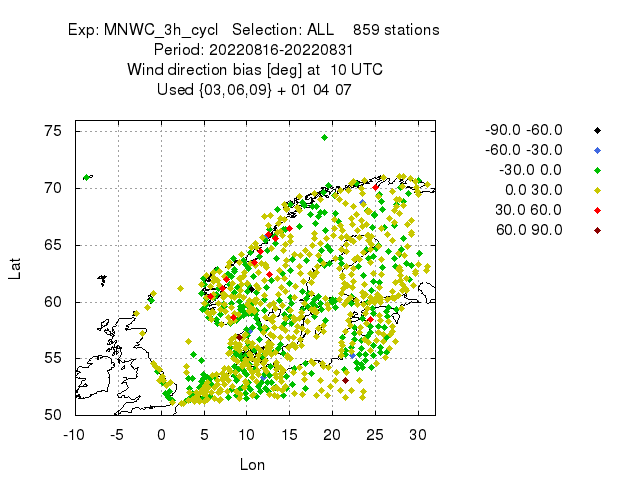 Exp: MNWC_3h_cycl Selection: ALL 859 stations
Period: 20220816-20220831
Wind direction bias [deg] at 10 UTC
Used {03,06,09} + 01 04 07
75
70
65
60
55
50
Lat
-10 -5 0 5 10 15 20 25 30
Lon
-90.0 -60.0
-60.0 -30.0
-30.0 0.0
0.0 30.0
30.0 60.0
60.0 90.0